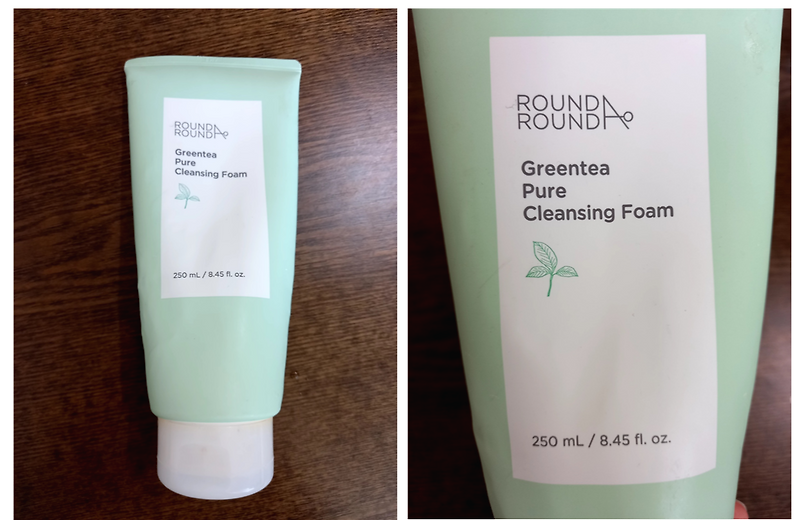 ROUND A
ROUND
Greentea
Pure
Cleansing Foam
250 mL / 8.45 fl. oz.
ROUND A
ROUND
Greentea
Pure
Cleansing Foam
250 mL / 8.45 fl. oz.